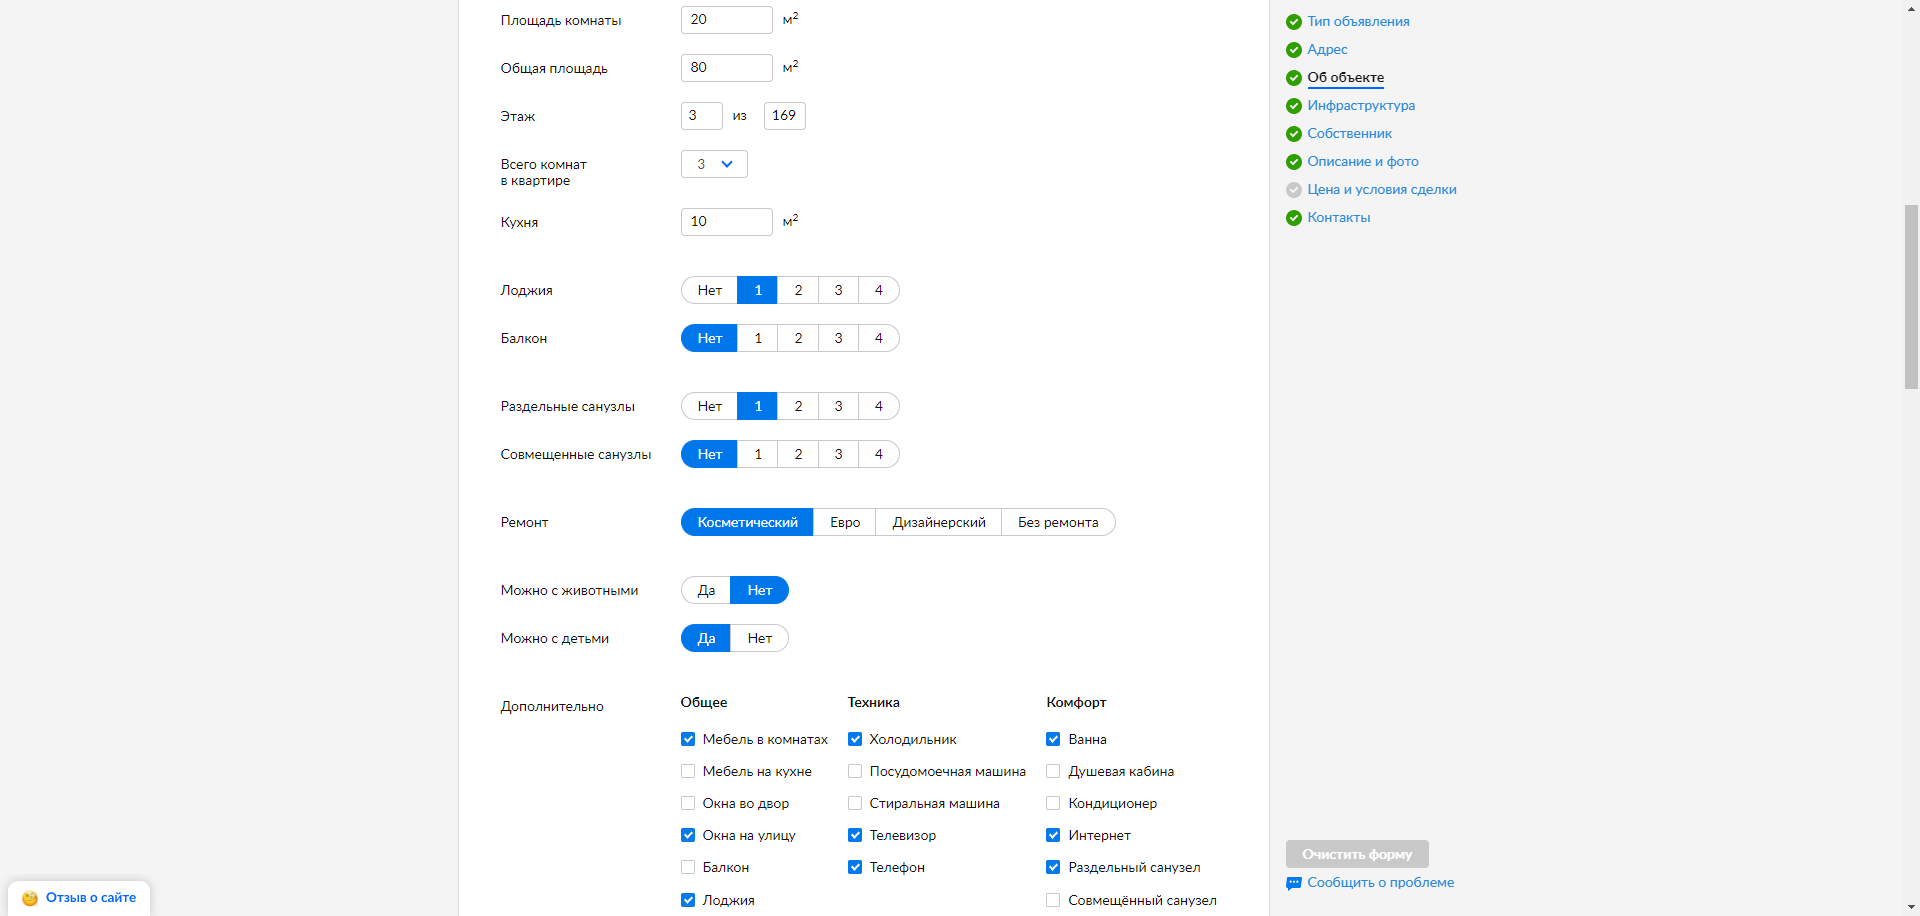 Площадь комнаты 20 м²
Общая площадь 80 м²
Этаж 3 из 169
Всего комнат
в квартире 3
Кухня 10 м²
Лоджия Нет 1 2 3 4
Балкон Нет 1 2 3 4
Раздельные санузлы Нет 1 2 3 4
Совмещенные санузлы Нет 1 2 3 4
Ремонт Косметический Евро Дизайнерский Без ремонта
Можно с животными Да Нет
Можно с детьми Да Нет
Дополнительно Общее Техника Комфорт
Мебель в комнатах Холодильник Ванна
Мебель на кухне Посудомоечная машина Душевая кабина
Окна во двор Стиральная машина Кондиционер
Окна на улицу Телевизор Интернет
Балкон Телефон Раздельный санузел
Лоджия Совмещённый санузел
Тип объявления
Адрес
Об объекте
Инфраструктура
Собственник
Описание и фото
Цена и условия сделки
Контакты
Очистить форму
Сообщить о проблеме
Отзыв о сайте